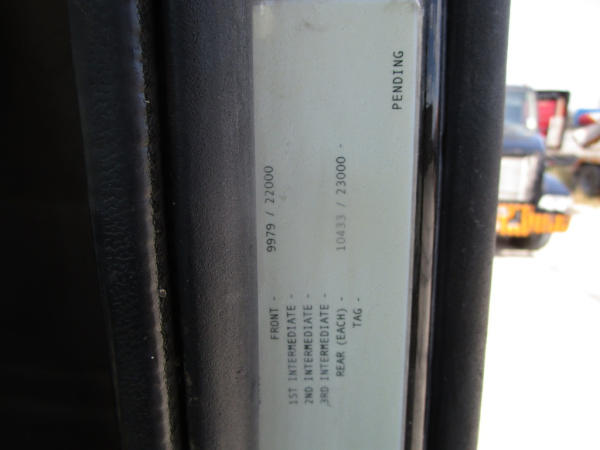 FRONT - 9979 / 22000
1ST INTERMEDIATE -
2ND INTERMEDIATE -
3RD INTERMEDIATE -
REAR (EACH) - 10433 / 23000 -
TAG -
PENDING